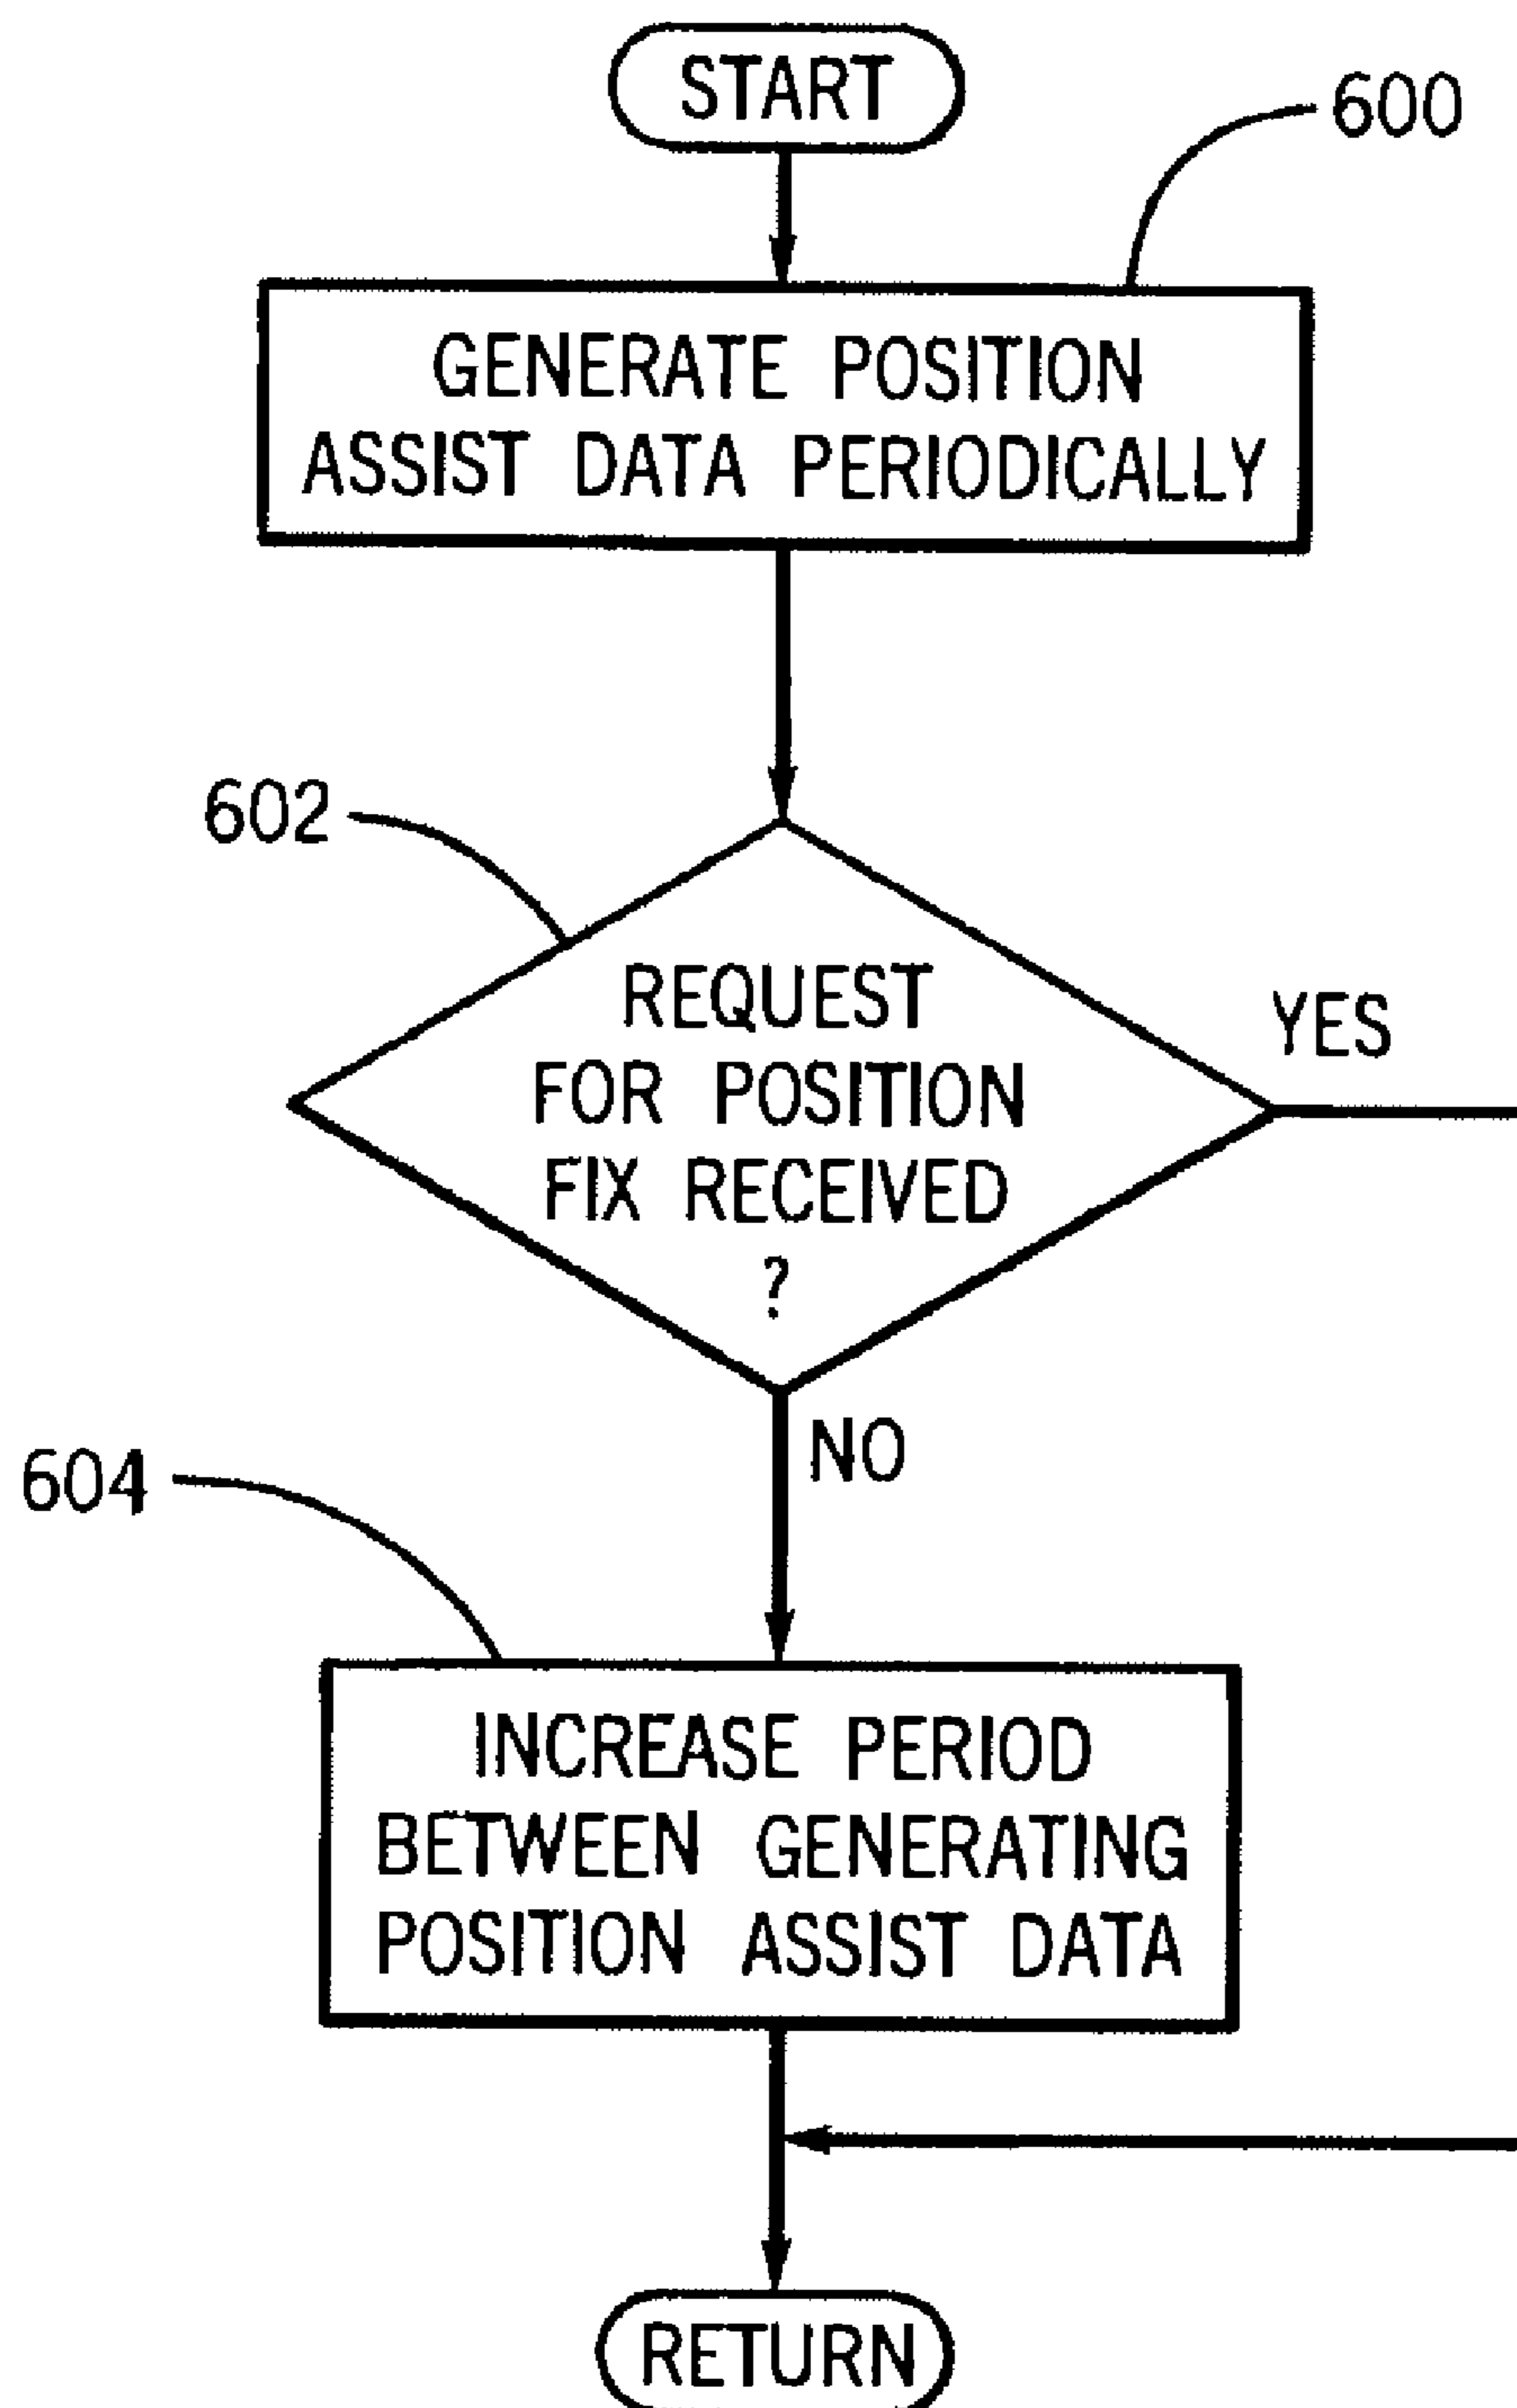 START
600
GENERATE POSITION
ASSIST DATA PERIODICALLY
602
REQUEST
FOR POSITION
FIX RECEIVED
?
YES
NO
604
INCREASE PERIOD
BETWEEN GENERATING
POSITION ASSIST DATA
RETURN